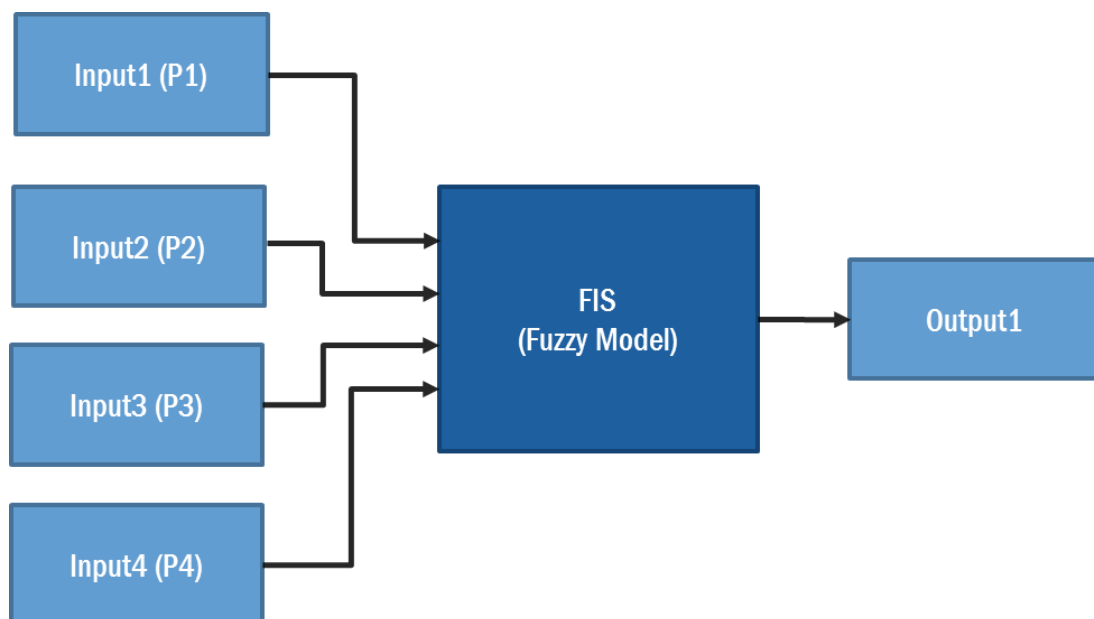 Input1 (P1)
Input2 (P2)
Input3 (P3)
Input4 (P4)
FIS
(Fuzzy Model)
Output1